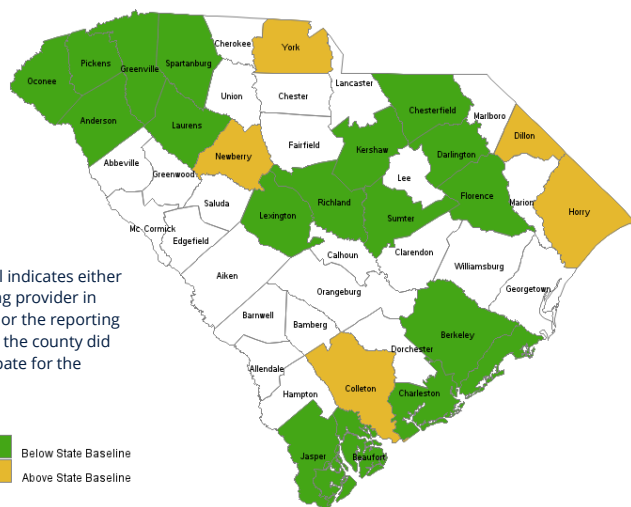 Cherokee
York
Spartanburg
Pickens
Greenville
Oconee
Union
Chester
Lancaster
Chesterfield
Marlboro
Anderson
Laurens
Dillon
Fairfield
Kershaw
Darlington
Newberry
Abbeville
Greenwood
Lee
Florence
Marion
Horry
Saluda
Richland
Lexington
Sumter
Mc Cormick
Edgefield
Clarendon
Calhoun
Williamsburg
Aiken
Georgetown
Orangeburg
Barnwell
Bamberg
Berkeley
Dorchester
Allendale
Colleton
Charleston
Hampton
Jasper
Beaufort
l indicates either
ng provider in
or the reporting
the county did
pate for the
Below State Baseline
Above State Baseline